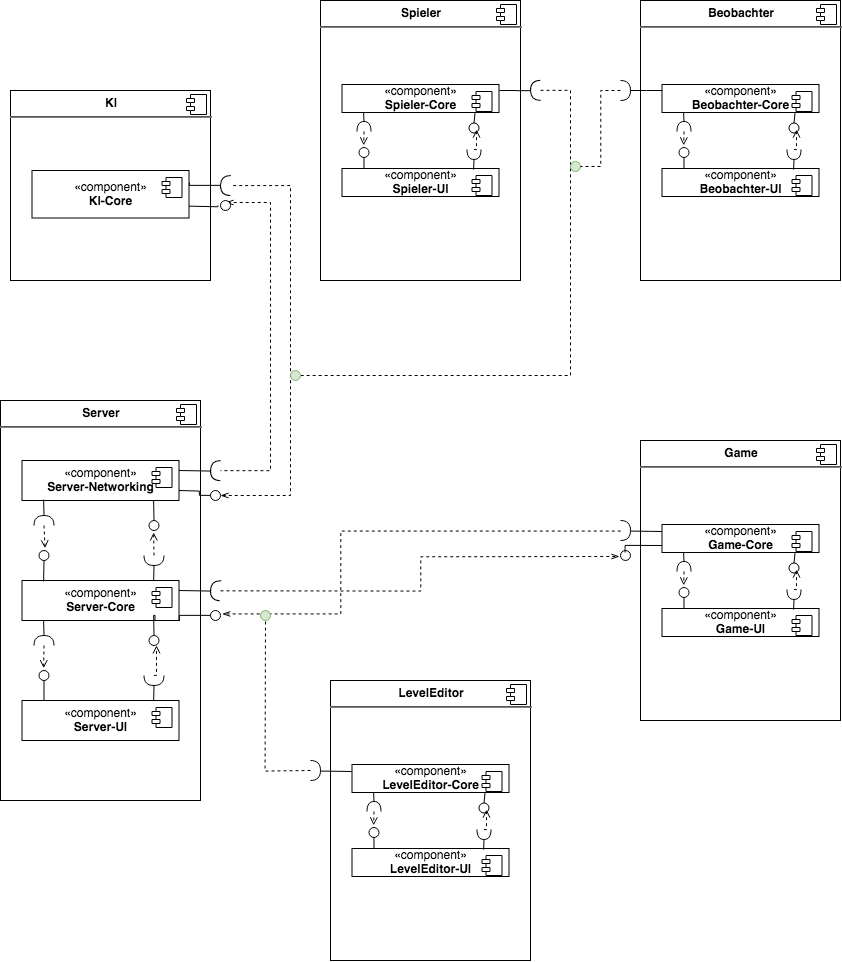 Spieler
«component»
Spieler-Core
«component»
Spieler-UI
Beobachter
«component»
Beobachter-Core
«component»
Beobachter-UI
KI
«component»
KI-Core
Server
«component»
Server-Networking
«component»
Server-Core
«component»
Server-UI
Game
«component»
Game-Core
«component»
Game-UI
LevelEditor
«component»
LevelEditor-Core
«component»
LevelEditor-UI